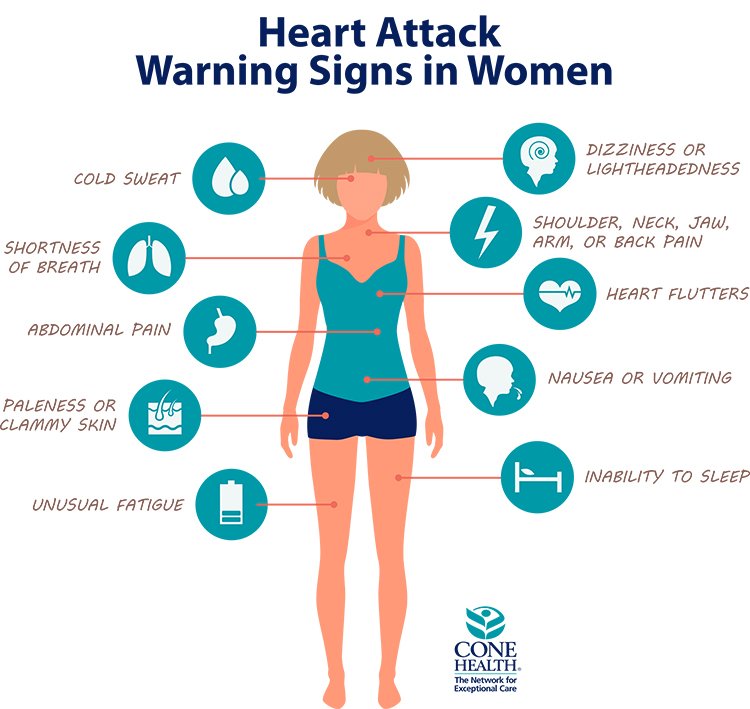 Heart Attack
Warning Signs in Women
COLD SWEAT
DIZZINESS OR
LIGHTHEADEDNESS
SHORTNESS
OF BREATH
SHOULDER, NECK, JAW,
ARM, OR BACK PAIN
HEART FLUTTERS
ABDOMINAL PAIN
NAUSEA OR VOMITING
PALENESS OR
CLAMMY SKIN
INABILITY TO SLEEP
UNUSUAL FATIGUE
CONE
HEALTH®
The Network for
Exceptional Care